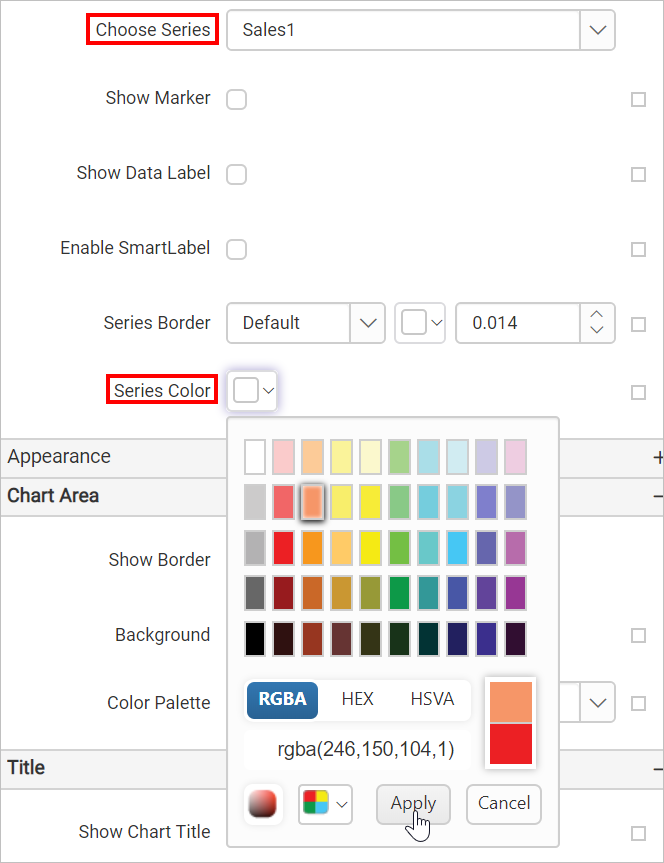 Choose Series Sales1
Show Marker
Show Data Label
Enable SmartLabel
Series Border Default 0.014
Series Color
Appearance
Chart Area
Show Border
Background
RGBA HEX HSVA
Color Palette
rgba(246,150,104,1)
Title
Apply Cancel
Show Chart Title